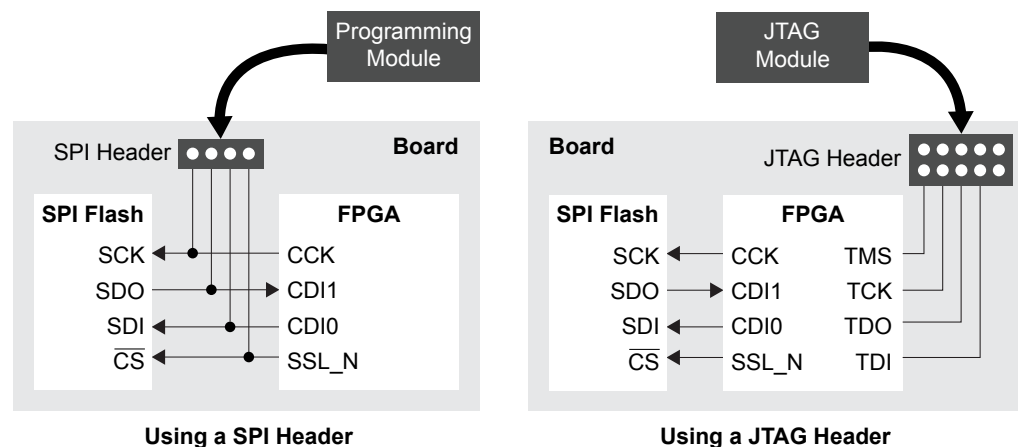 Programming
Module
SPI Header
Board
SPI Flash
FPGA
SCK
CCK
SDO
CDI1
SDI
CDI0
CS
SSL_N
Using a SPI Header
JTAG
Module
Board
JTAG Header
SPI Flash
FPGA
SCK
CCK
TMS
SDO
CDI1
TCK
SDI
CDI0
TDO
CS
SSL_N
TDI
Using a JTAG Header